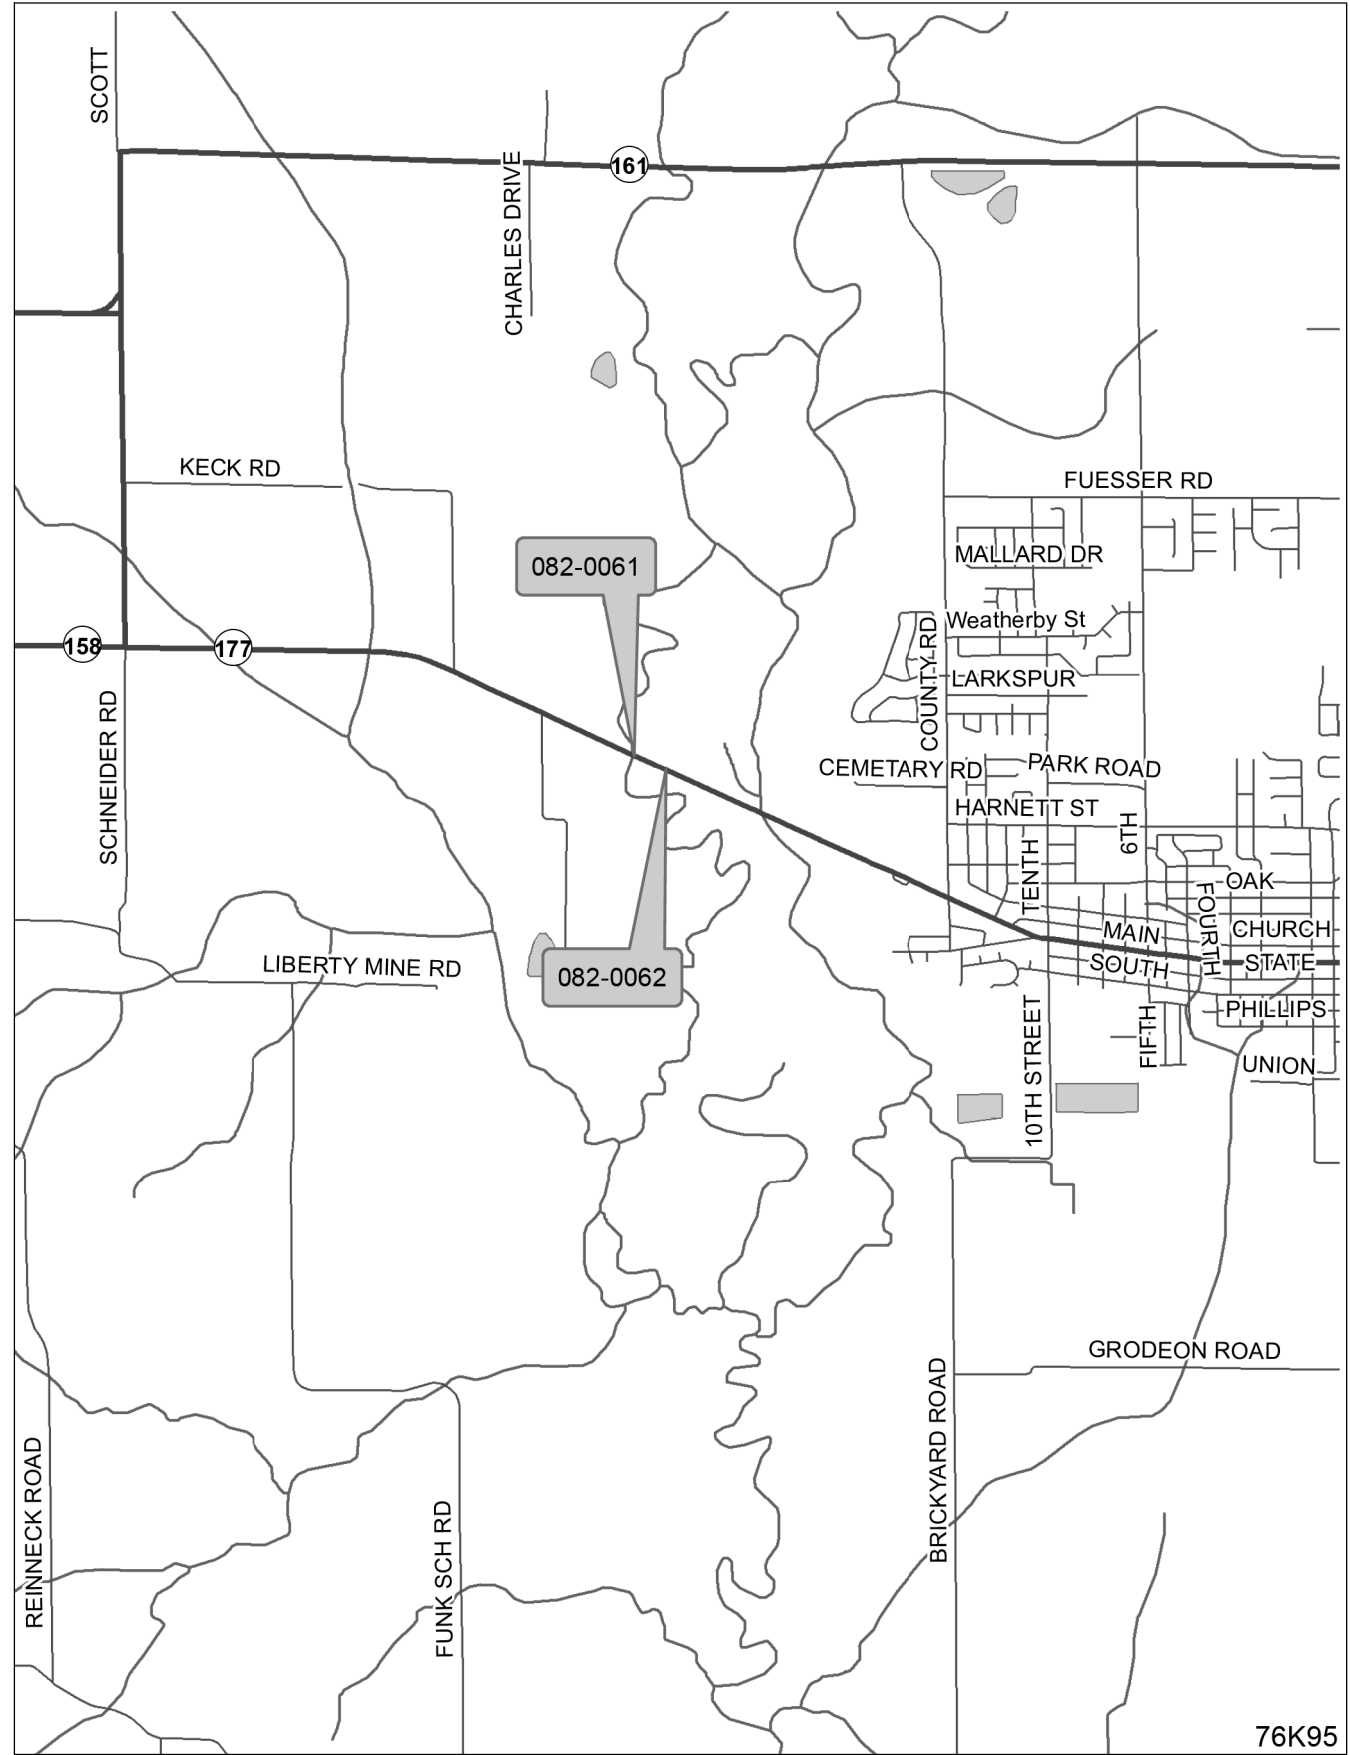 SCOTT
161
CHARLES DRIVE
KECK RD
FUESSER RD
MALLARD DR
082-0061
Weatherby St
COUNTY RD
158
177
LARKSPUR
SCHNEIDER RD
CEMETARY RD
PARK ROAD
HARNETT ST
6TH
TENTH
OAK
FOURTH
CHURCH
MAIN
LIBERTY MINE RD
082-0062
SOUTH
STATE
PHILLIPS
FIFTH
10TH STREET
UNION
GRODEON ROAD
BRICKYARD ROAD
REINNECK ROAD
FUNK SCH RD
76K95